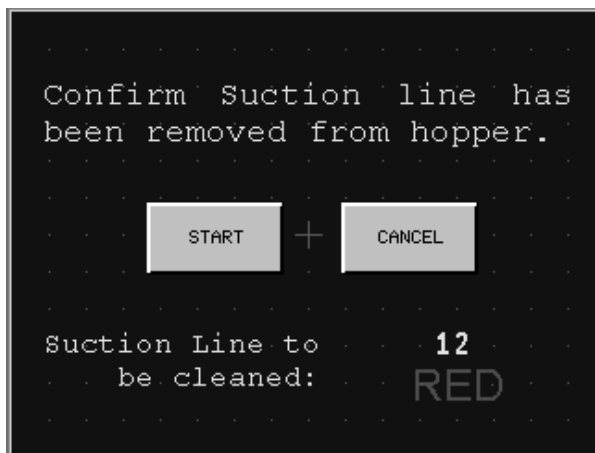 Confirm Suction line has
been removed from hopper.
START
CANCEL
Suction Line to
12
be cleaned:
RED